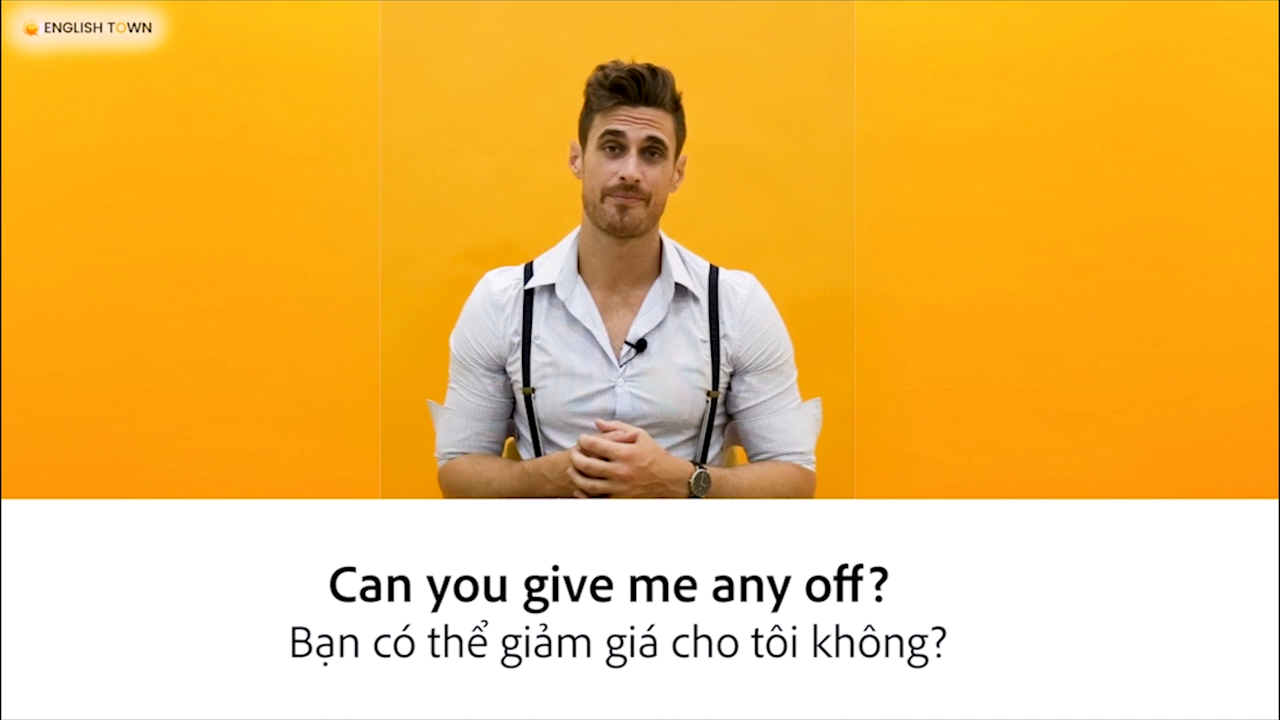 ENGLISH TOWN
Can you give me any off?
Bạn có thể giảm giá cho tôi không?